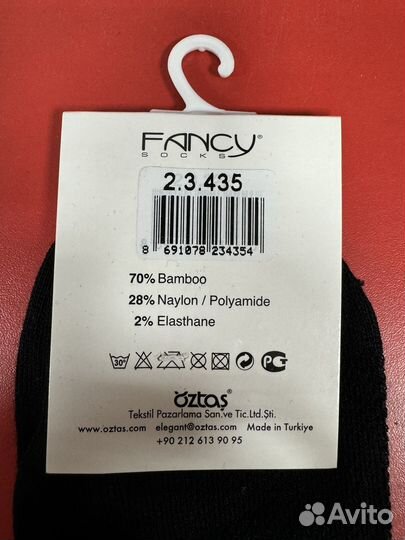 FANCY®
SOCKS
2.3.435
8 691078 234354
70% Bamboo
28% Naylon / Polyamide
2% Elasthane
30°
öztaş®
Tekstil Pazarlama San.ve Tic.Ltd.Şti.
www.oztas.com elegant@oztas.com Made in Turkiye
+90 212 613 90 95
Avito